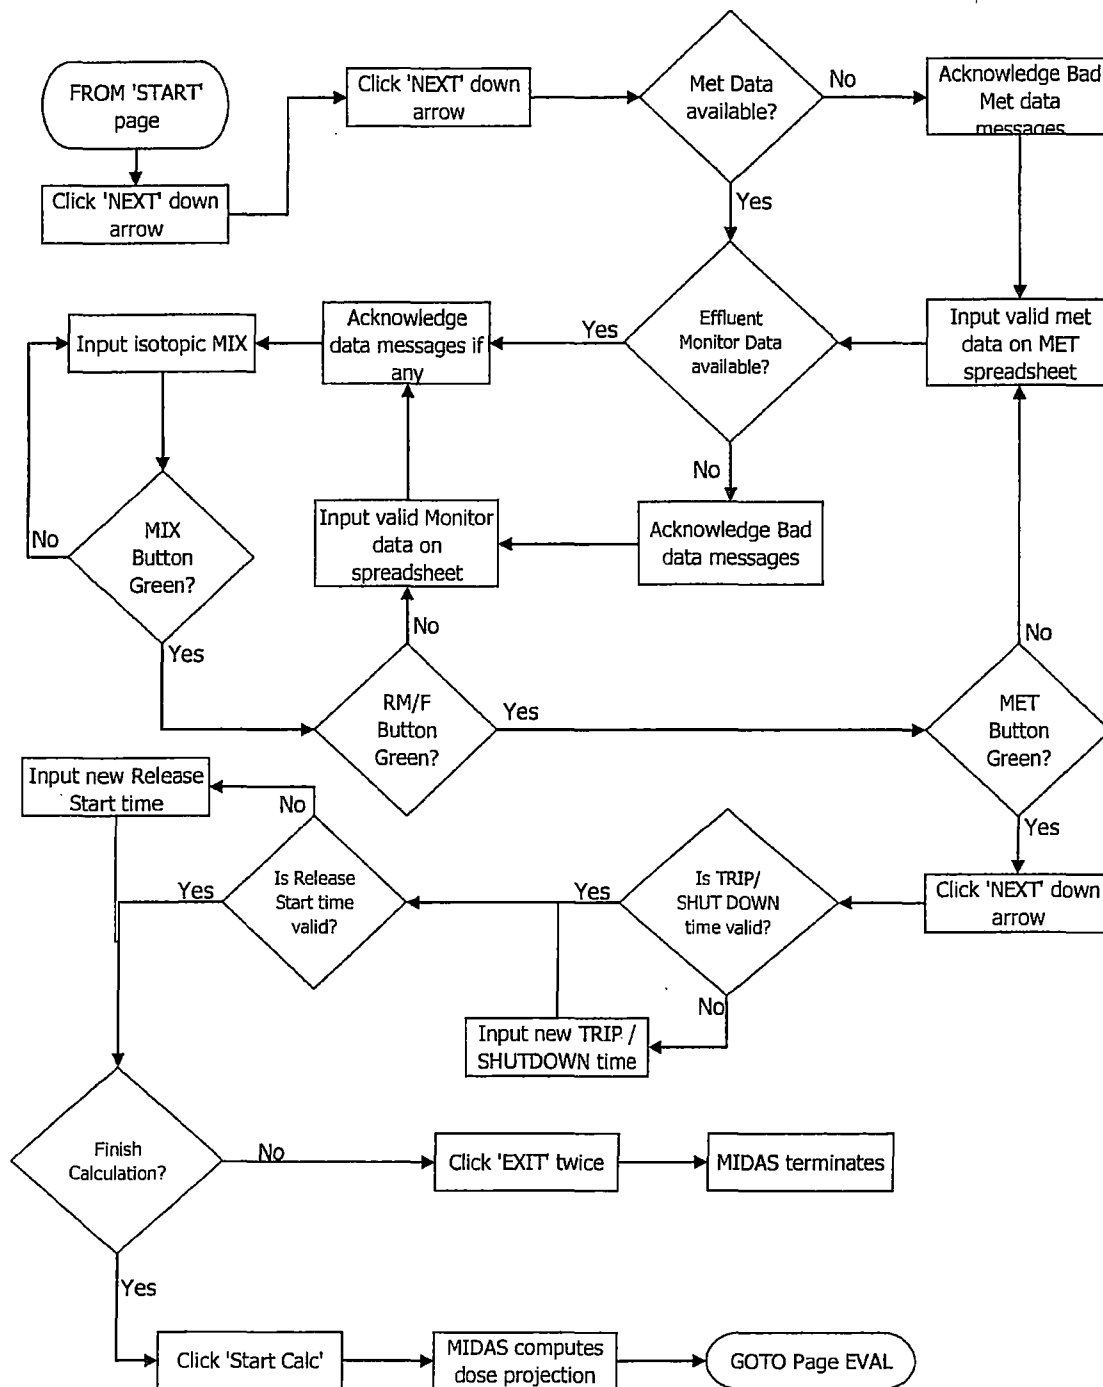 FROM 'START'
page
Click 'NEXT' down
arrow
Click 'NEXT' down
arrow
Met Data
available?
No
Acknowledge Bad
Met data
messages
Yes
Input isotopic MIX
Acknowledge
data messages if
any
Yes
Effluent
Monitor Data
available?
Input valid met
data on MET
spreadsheet
No
No
MIX
Button
Green?
Input valid Monitor
data on
spreadsheet
Acknowledge Bad
data messages
Yes
No
No
RM/F
Button
Green?
Yes
MET
Button
Green?
Input new Release
Start time
No
Yes
Yes
Is Release
Start time
valid?
Yes
Is TRIP/
SHUT DOWN
time valid?
Click 'NEXT' down
arrow
No
Input new TRIP /
SHUTDOWN time
Finish
Calculation?
No
Click 'EXIT' twice
MIDAS terminates
Yes
Click 'Start Calc'
MIDAS computes
dose projection
GOTO Page EVAL